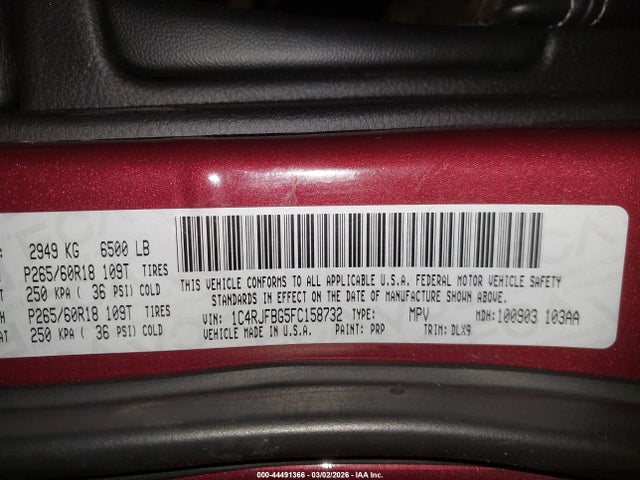 : 2949 KG 6500 LB
P265/60R18 109T TIRES
250 KPA ( 36 PSI) COLD
P265/60R18 109T TIRES
250 KPA ( 36 PSI) COLD
THIS VEHICLE CONFORMS TO ALL APPLICABLE U.S.A. FEDERAL MOTOR VEHICLE SAFETY
STANDARDS IN EFFECT ON THE DATE OF MANUFACTURE SHOWN ABOVE.
VIN: 1C4RJFBG5FC158732 TYPE: MPV MDH:100903 103AA
VEHICLE MADE IN U.S.A. PAINT: PRP TRIM: DLX9
000-44491366 - 03/02/2026 - IAA Inc.